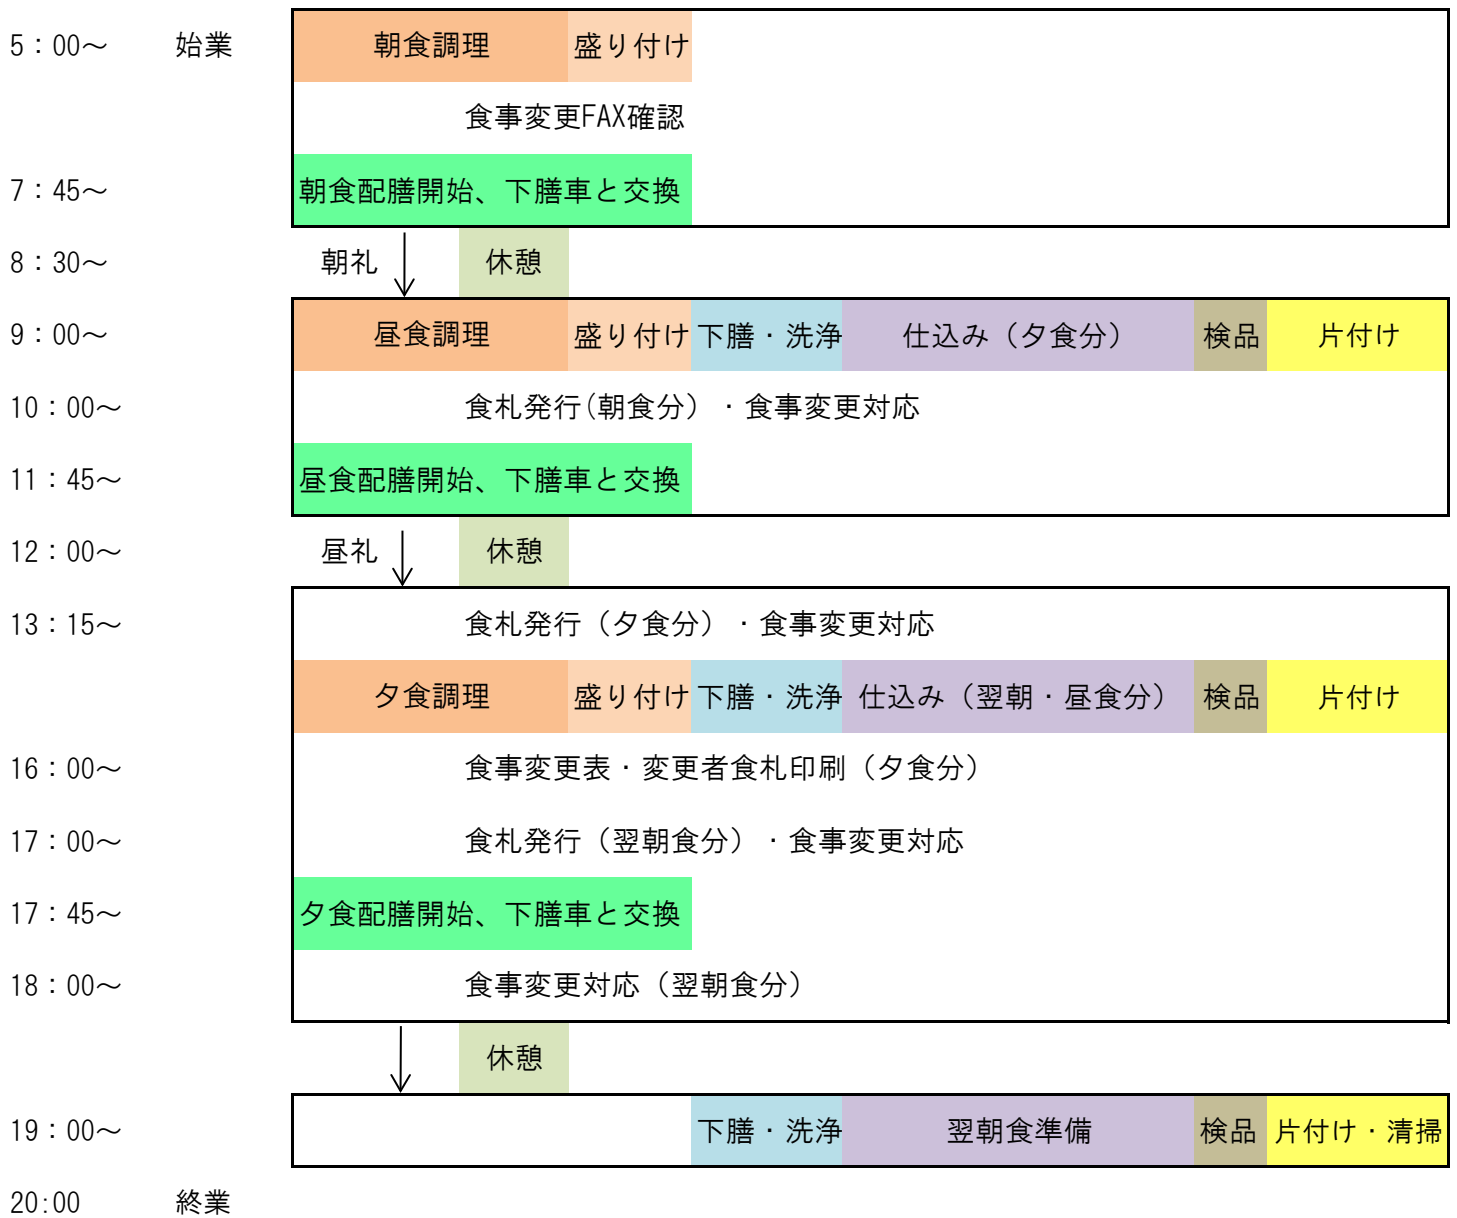 5：00～ 始業 朝食調理 盛り付け
食事変更FAX確認
7：45～ 朝食配膳開始、下膳車と交換
8：30～ 朝礼 休憩
9：00～ 昼食調理 盛り付け 下膳・洗浄 仕込み（夕食分） 検品 片付け
10：00～ 食札発行(朝食分）・食事変更対応
11：45～ 昼食配膳開始、下膳車と交換
12：00～ 昼礼 休憩
13：15～ 食札発行（夕食分）・食事変更対応
夕食調理 盛り付け 下膳・洗浄 仕込み（翌朝・昼食分） 検品 片付け
16：00～ 食事変更表・変更者食札印刷（夕食分）
17：00～ 食札発行（翌朝食分）・食事変更対応
17：45～ 夕食配膳開始、下膳車と交換
18：00～ 食事変更対応（翌朝食分）
休憩
19：00～ 下膳・洗浄 翌朝食準備 検品 片付け・清掃
20:00 終業